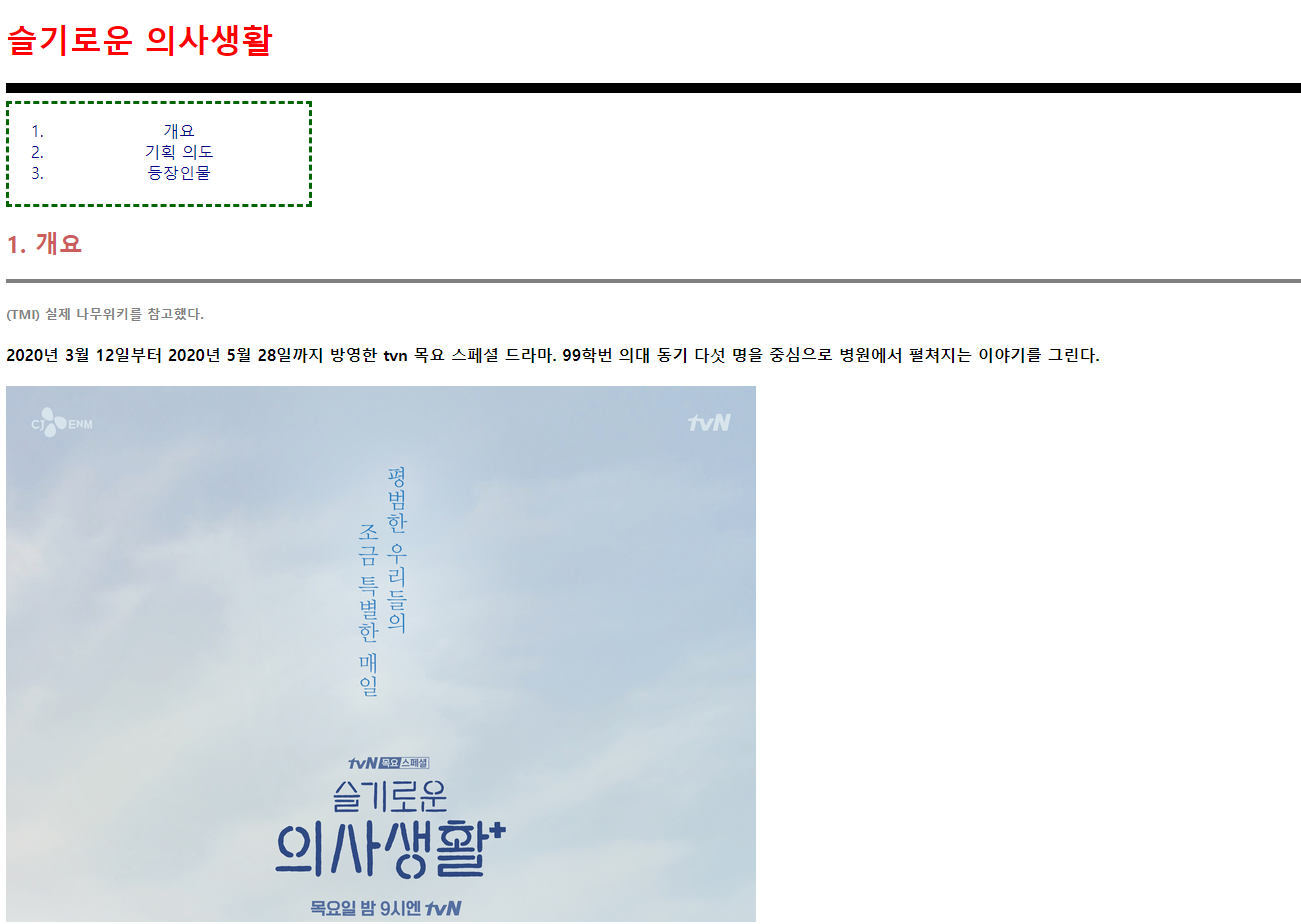 슬기로운 의사생활
1. 개요
2. 기획 의도
3. 등장인물
1. 개요
(TMI) 실제 나무위키를 참고했다.
2020년 3월 12일부터 2020년 5월 28일까지 방영한 tvn 목요 스페셜 드라마. 99학번 의대 동기 다섯 명을 중심으로 병원에서 펼쳐지는 이야기를 그린다.
CJ ENM
tvN
평범한 우리들의
조금 특별한 매일
tvN 목요 스페셜
슬기로운
의사생활+
목요일 밤 9시엔 tvN